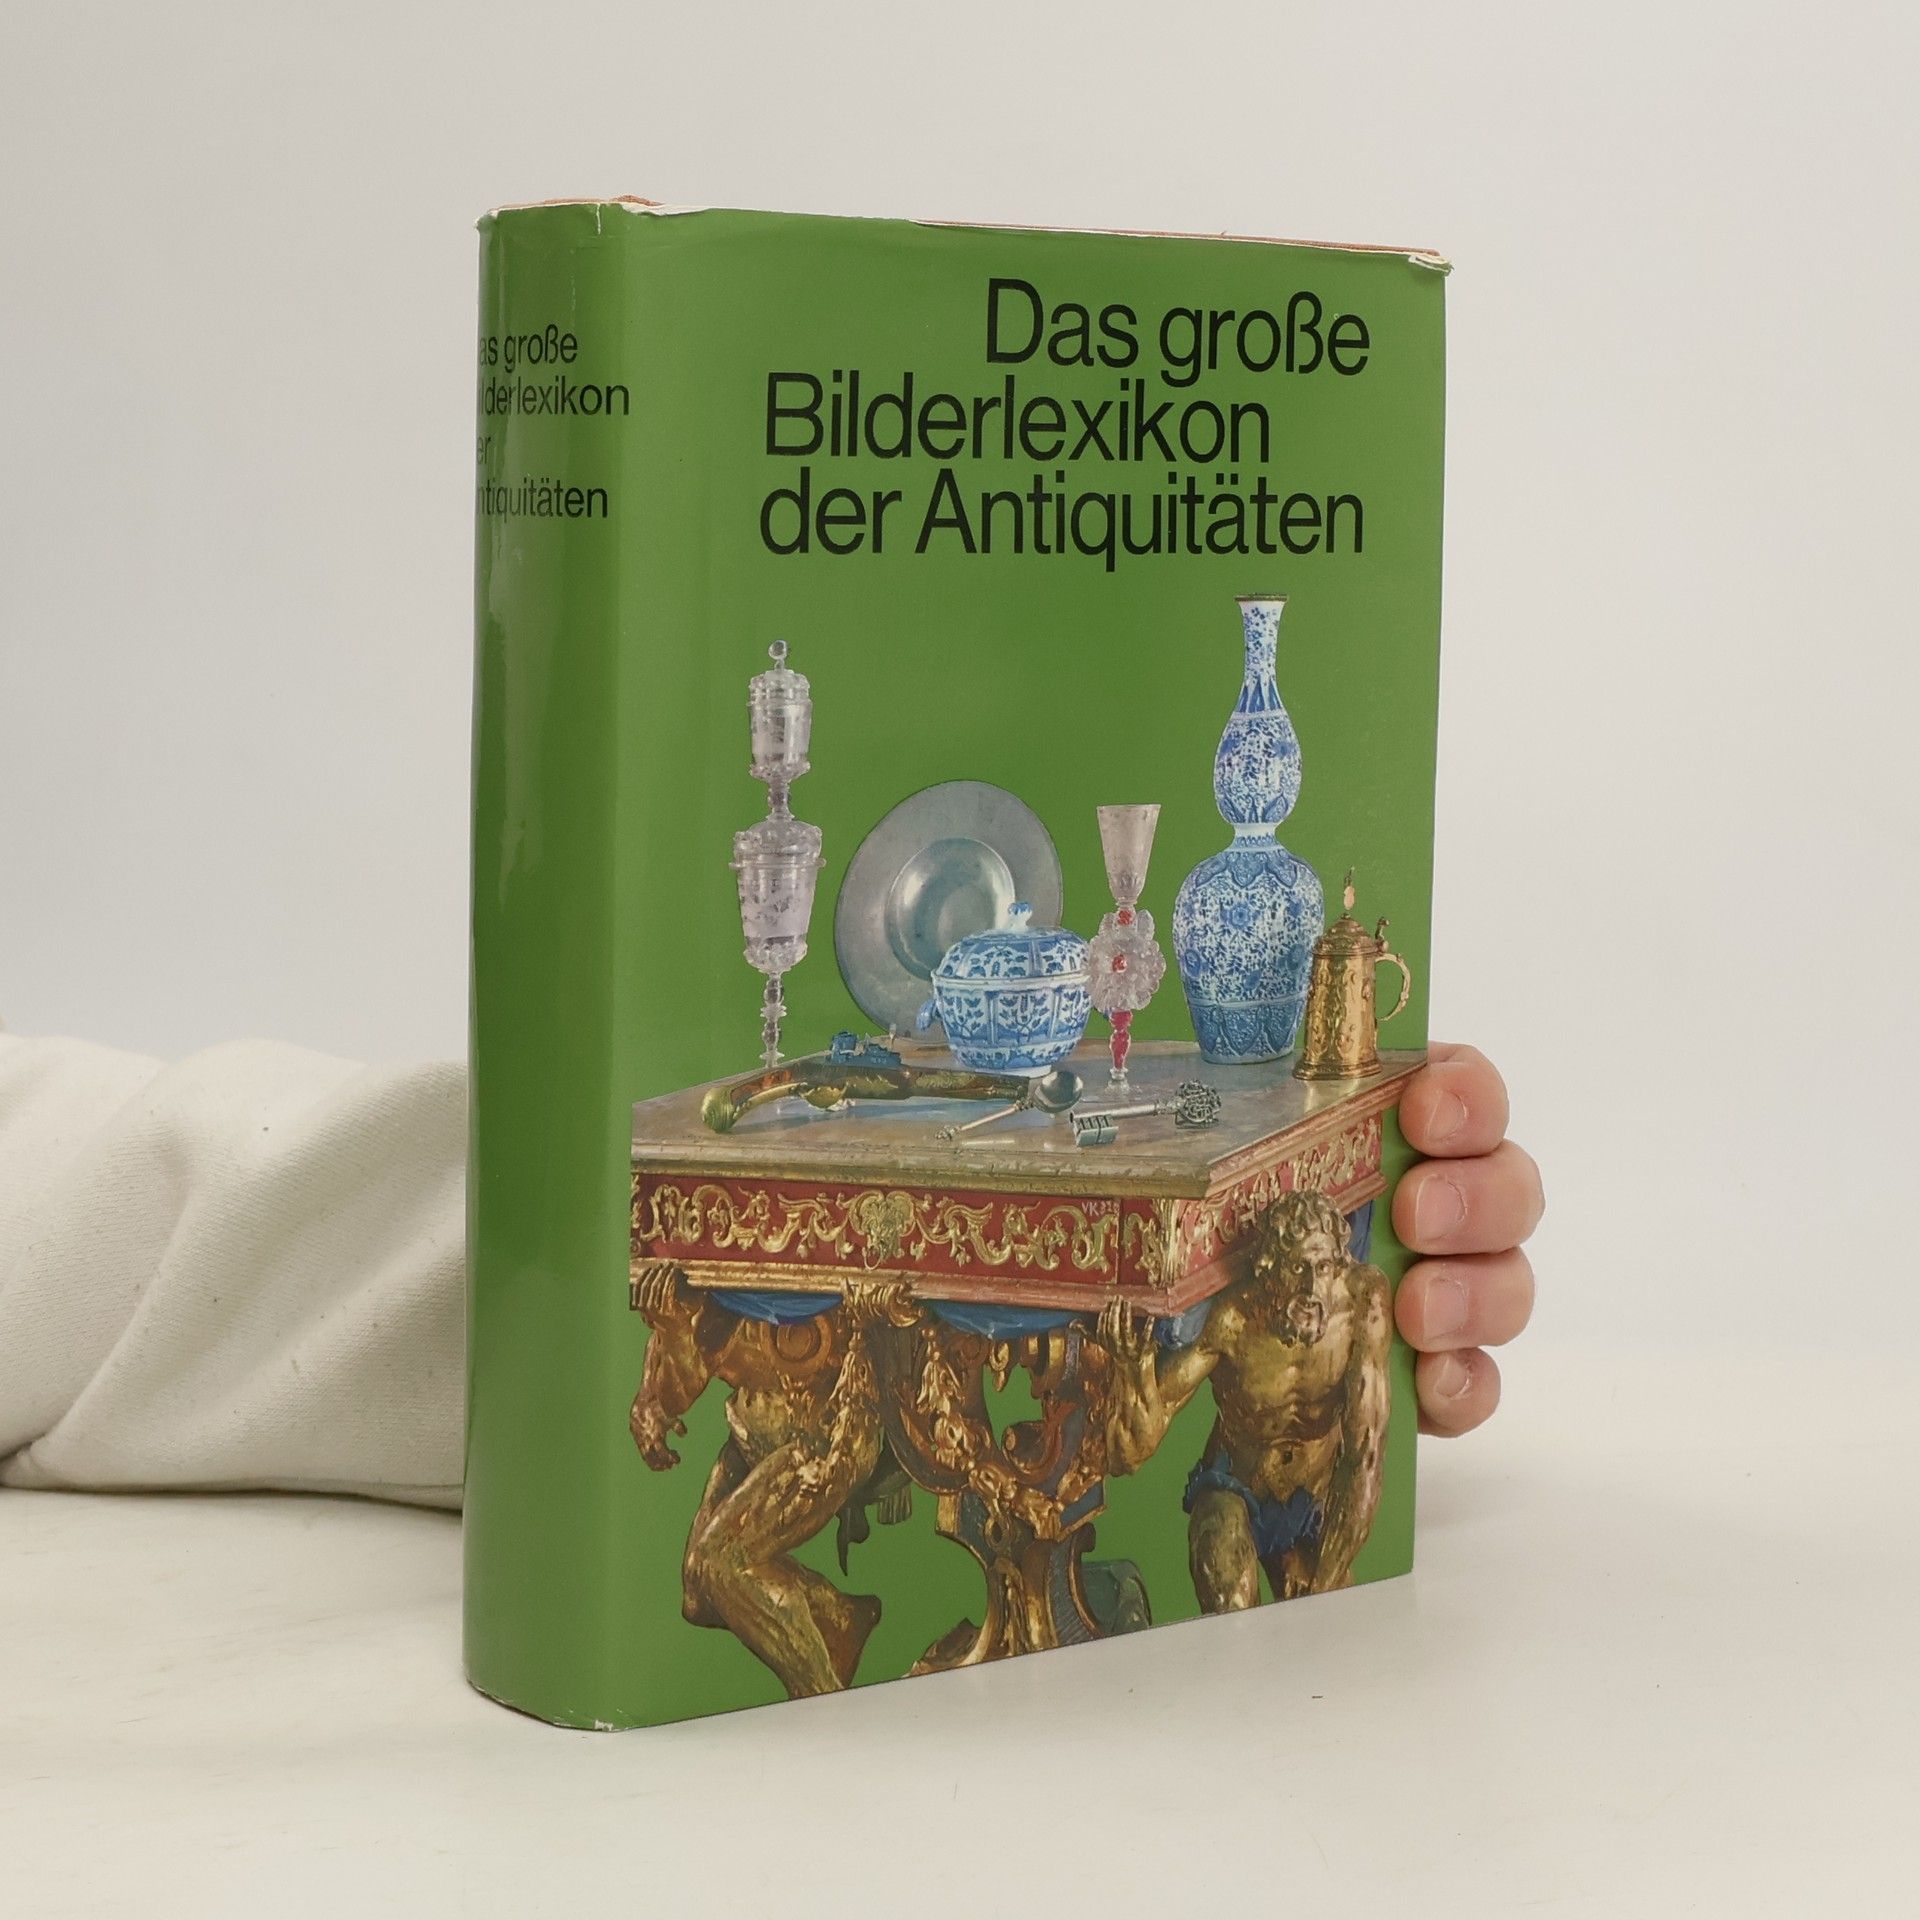 as große
lderlexikon
er
ntiquitäten
Das große
Bilderlexikon
der Antiquitäten